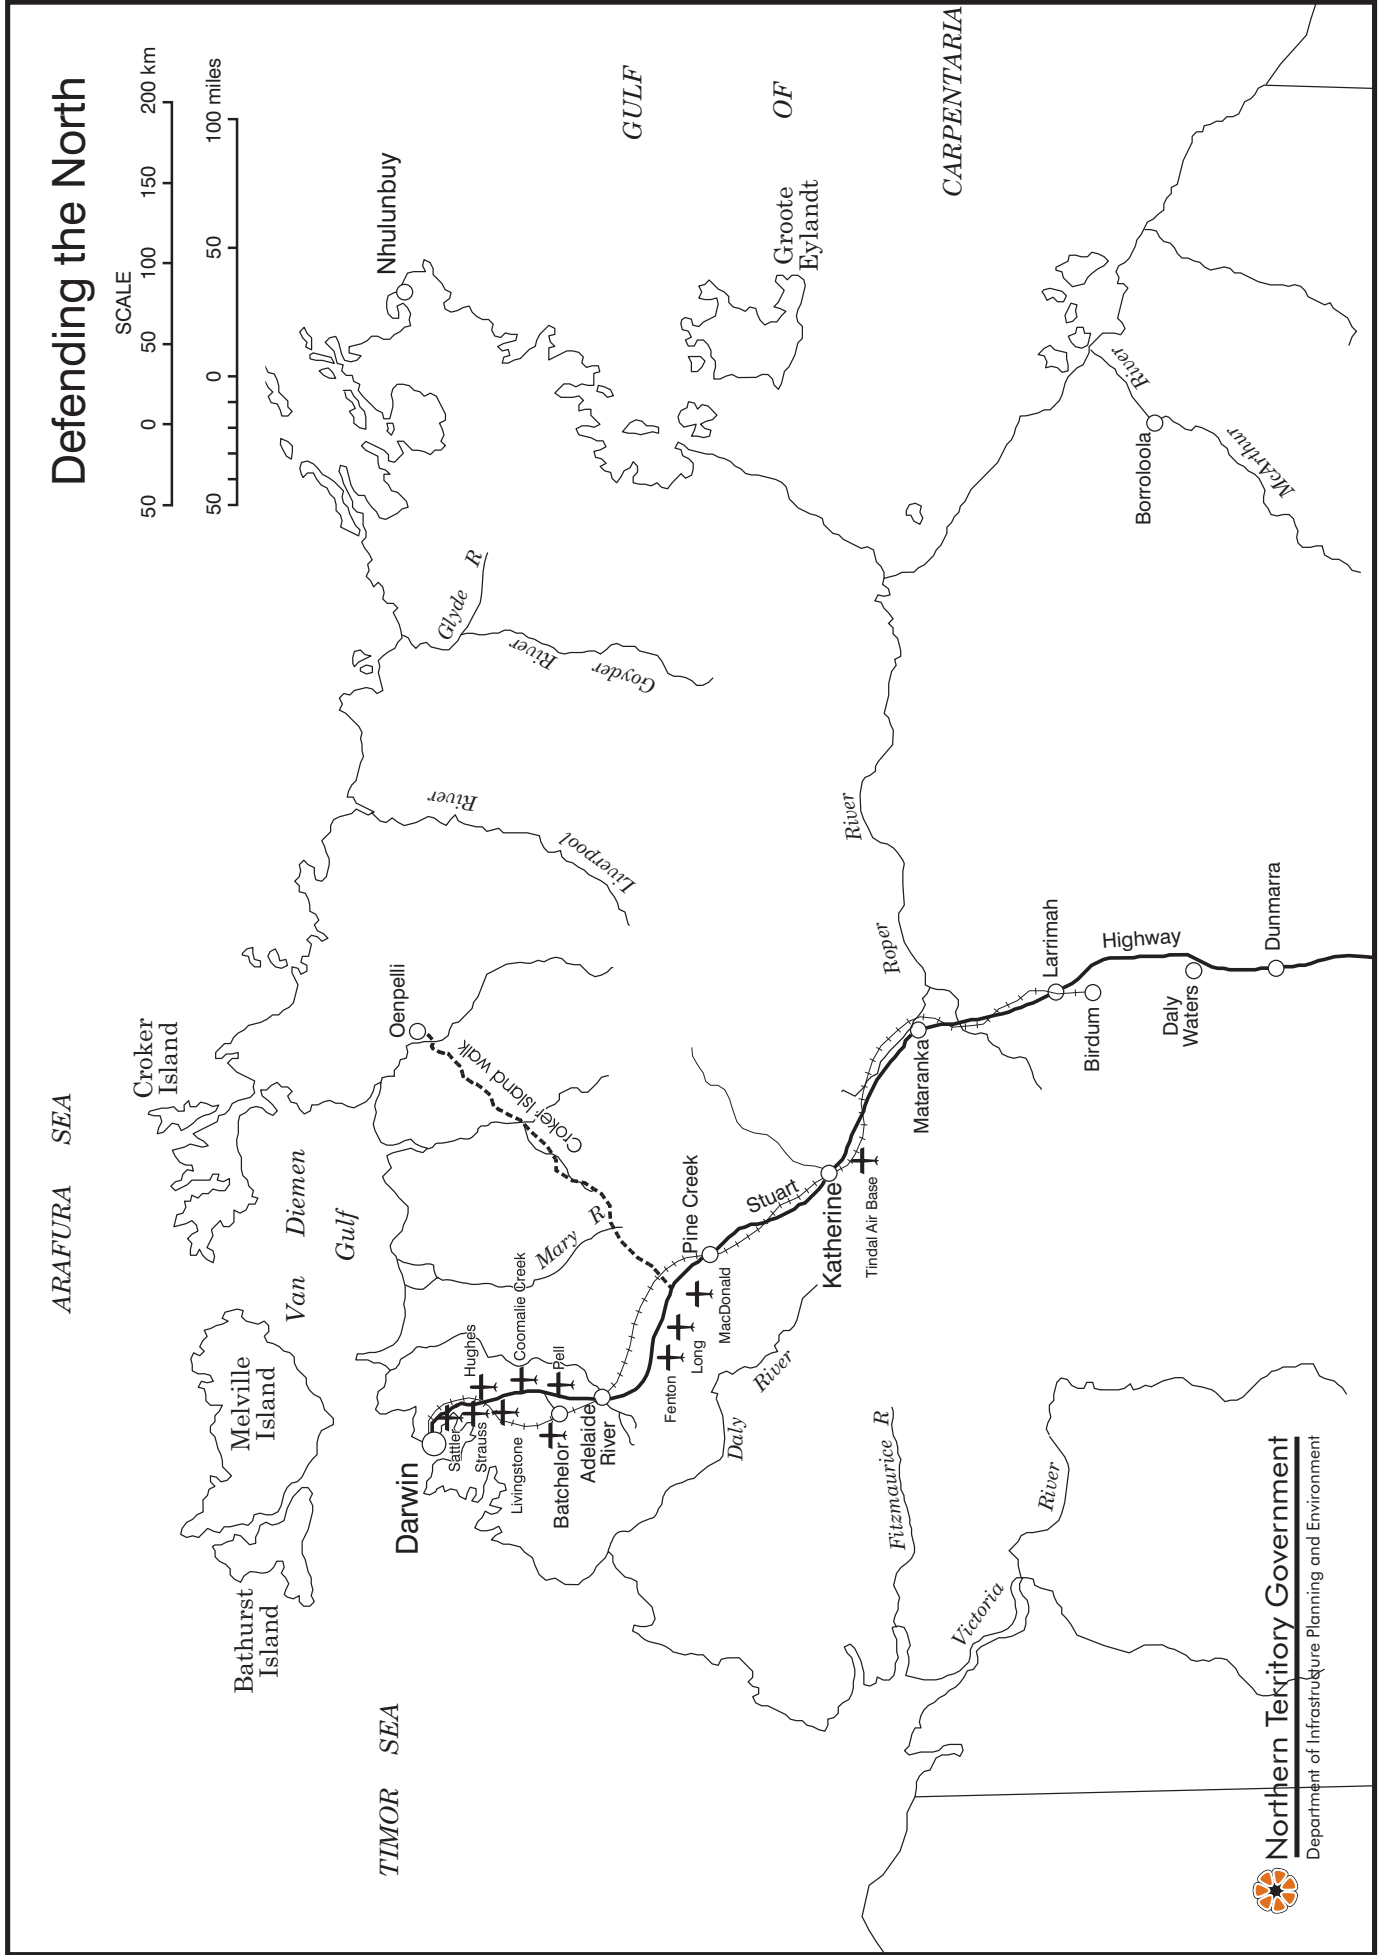 Defending the North
SCALE
50 0 50 100 150 200 km
50 0 50 100 miles
ARAFURA SEA
TIMOR SEA
Van Diemen
Gulf
GULF
OF
CARPENTARIA
Croker
Island
Melville
Island
Bathurst
Island
Nhulunbuy
Groote
Eylandt
Glyde R
Goyder River
Liverpool River
Oenpelli
Croker Island walk
Mary R
Darwin
Sattler
Strauss
Hughes
Livingstone
Coomalie Creek
Pell
Batchelor
Adelaide
River
Fenton
Long
MacDonald
Pine Creek
Stuart
Katherine
Tindal Air Base
Daly River
Fitzmaurice R
Victoria River
Mataranka
Roper River
Larrimah
Birdum
Highway
Daly
Waters
Dunmarra
Borroloola
McArthur River
Northern Territory Government
Department of Infrastructure Planning and Environment